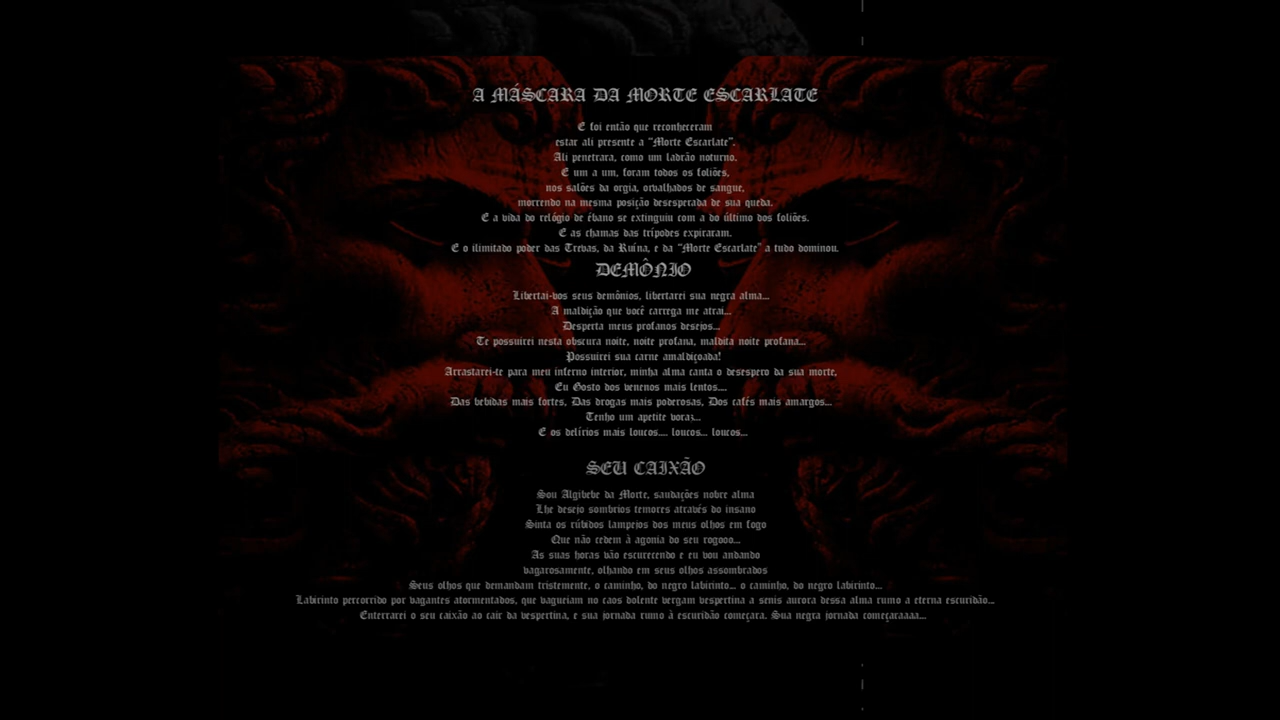 A MÁSCARA DA MORTE ESCARLATE
E foi então que reconheceram
estar ali presente a “Morte Escarlate”.
Ali penetrara, como um ladrão noturno.
E um a um, foram todos os foliões,
nos salões da orgia, orvalhados de sangue,
morrendo na mesma posição desesperada de sua queda.
E a vida do relógio de ébano se extinguiu com a do último dos foliões.
E as chamas das trípodes expiraram.
E o ilimitado poder das Trevas, da Ruína, e da “Morte Escarlate” a tudo dominou.
DEMÔNIO
Libertai-vos seus demônios, libertarei sua negra alma...
A maldição que você carrega me atrai...
Desperta meus profanos desejos...
Te possuirei nesta obscura noite, noite profana, maldita noite profana...
Possuirei sua carne amaldiçoada!
Arrastarei-te para meu inferno interior, minha alma canta o desespero da sua morte,
Eu Gosto dos venenos mais lentos....
Das bebidas mais fortes, Das drogas mais poderosas, Dos cafés mais amargos...
Tenho um apetite voraz...
E os delírios mais loucos.... loucos... loucos...
SEU CAIXÃO
Sou Algibebe da Morte, saudações nobre alma
Lhe desejo sombrios temores através do insano
Sinta os rúbidos lampejos dos meus olhos em fogo
Que não cedem à agonia do seu rogooo...
As suas horas vão escurecendo e eu vou andando
vagarosamente, olhando em seus olhos assombrados
Seus olhos que demandam tristemente, o caminho, do negro labirinto... o caminho, do negro labirinto...
Labirinto percorrido por vagantes atormentados, que vagueiam no caos dolente vergam vespertina a senis aurora dessa alma rumo a eterna escuridão...
Enterrarei o seu caixão ao cair da vespertina, e sua jornada rumo à escuridão começara. Sua negra jornada começaraaaa...